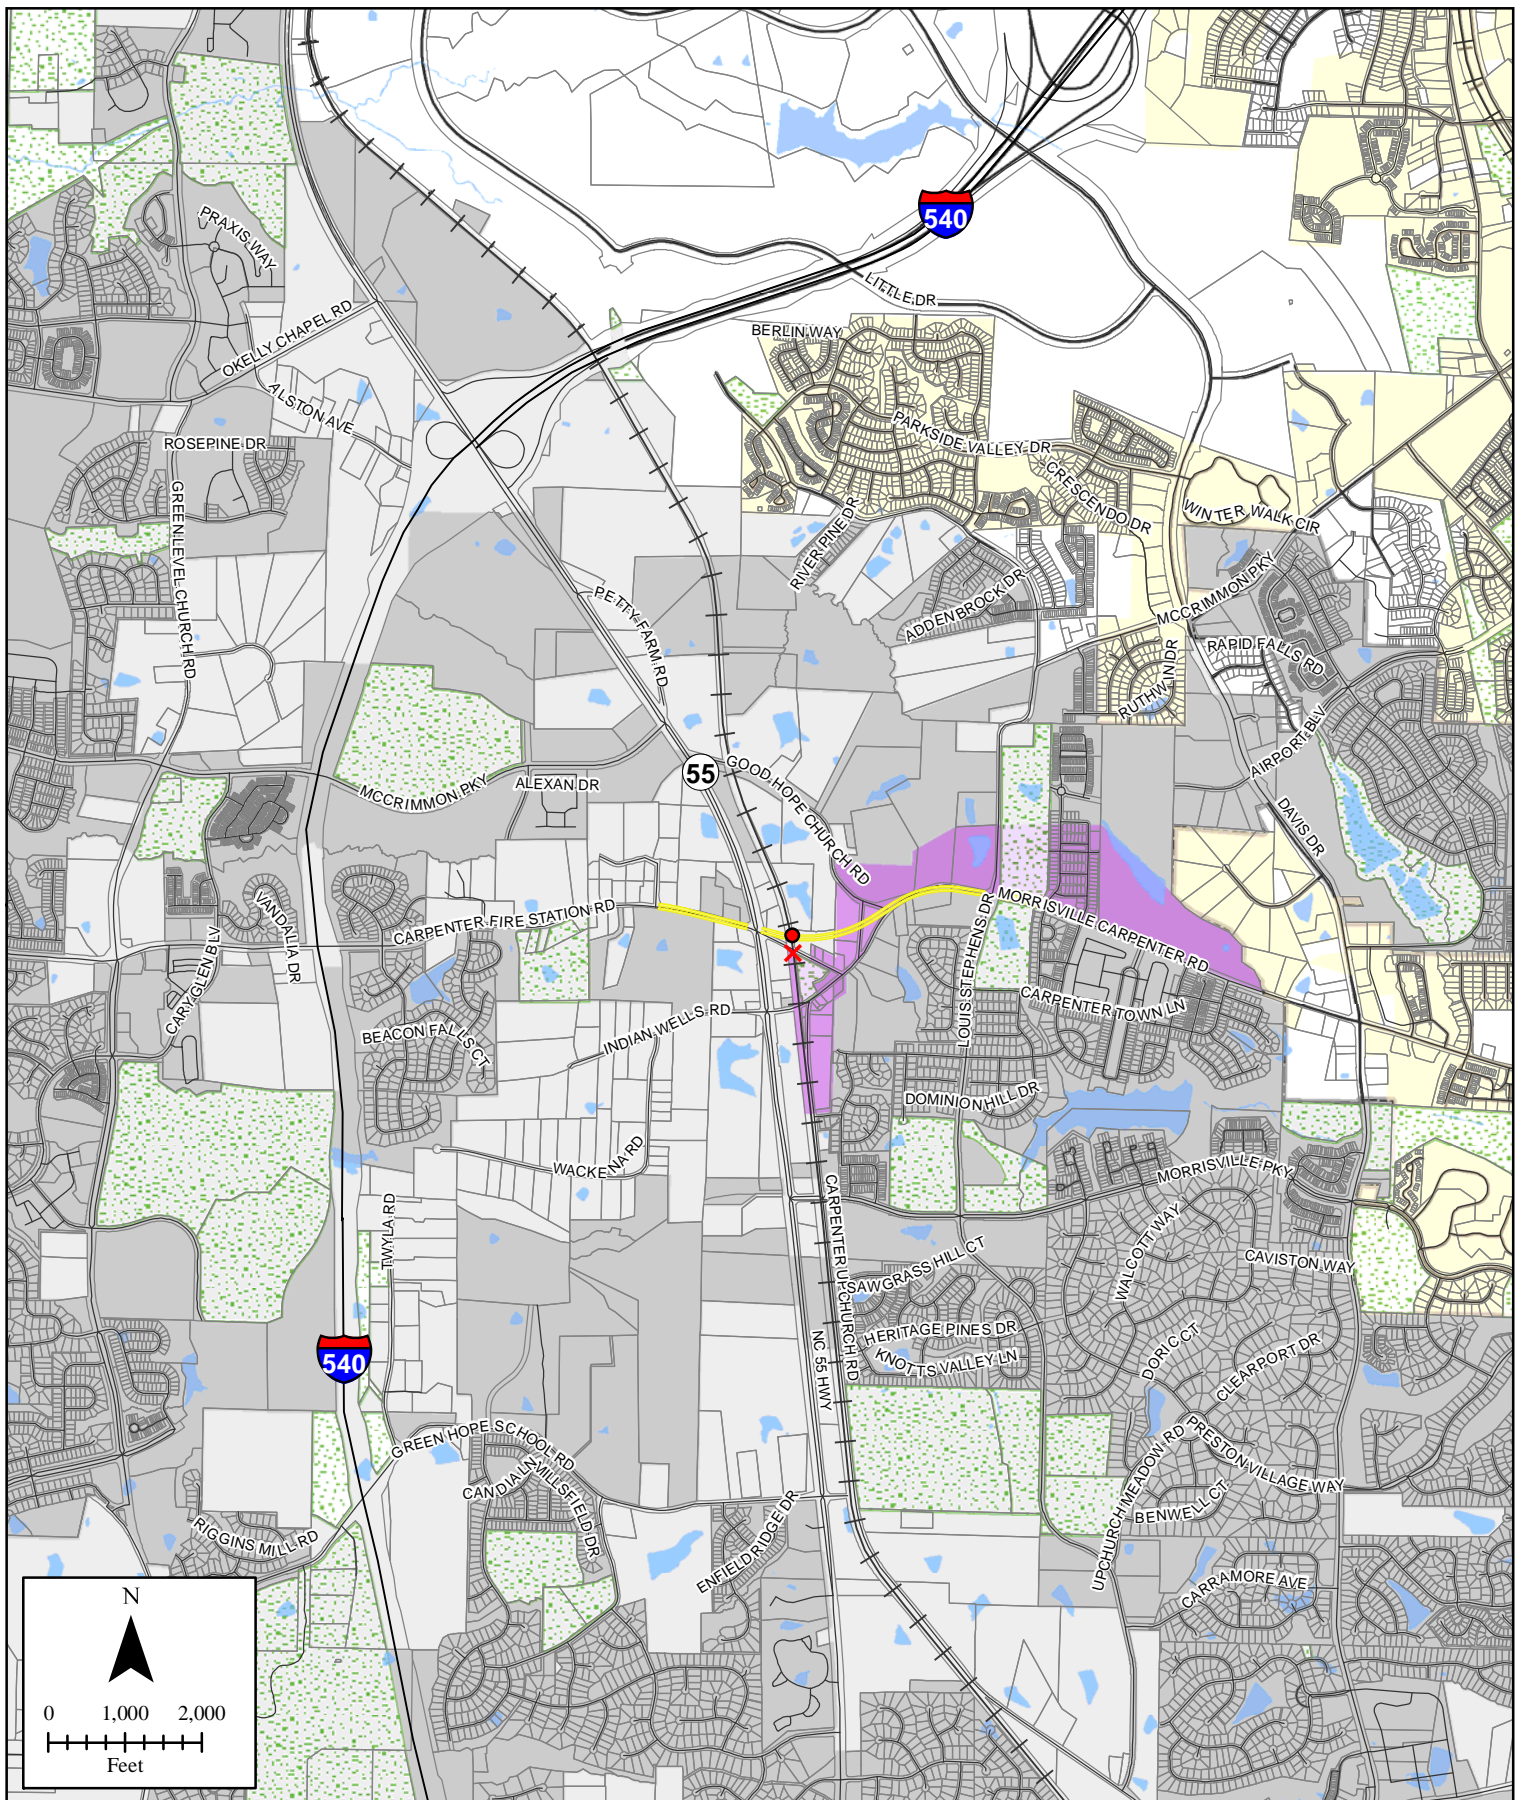 540
PRAXIS WAY
LITTLE DR
OKELLY CHAPEL RD
BERLIN WAY
ALSTON AVE
ROSEPINE DR
PARKSIDE VALLEY DR
CRESCENDO DR
WINTER WALK CIR
GREEN LEVEL CHURCH RD
RIVER PINE DR
ADDENBROCK DR
MCCRIMMON PKY
PETTY FARM RD
RAPID FALLS RD
RUTHWIN DR
AIRPORT BLV
55
GOOD HOPE CHURCH RD
MCCRIMMON PKY
ALEXAN DR
DAVIS DR
VANDALIA DR
CARPENTER FIRE STATION RD
MORRISVILLE CARPENTER RD
LOUIS STEPHENS DR
CARY GLEN BLV
CARPENTER TOWN LN
BEACON FALLS CT
INDIAN WELLS RD
DOMINION HILL DR
WACKENA RD
MORRISVILLE PKY
TWYLA RD
CARPENTER UPCHURCH RD
WALCOTT WAY
SAWGRASS HILL CT
CAVISTON WAY
HERITAGE PINES DR
KNOTTS VALLEY LN
540
NC 55 HWY
DORIC CT
CLEARPORT DR
GREEN HOPE SCHOOL RD
PRESTON VILLAGE WAY
CANDIA LN
MILLSFIELD DR
UPCHURCH MEADOW RD
BENWELL CT
ENFIELD RIDGE DR
RIGGINS MILL RD
CARRAMORE AVE
N
0 1,000 2,000
Feet